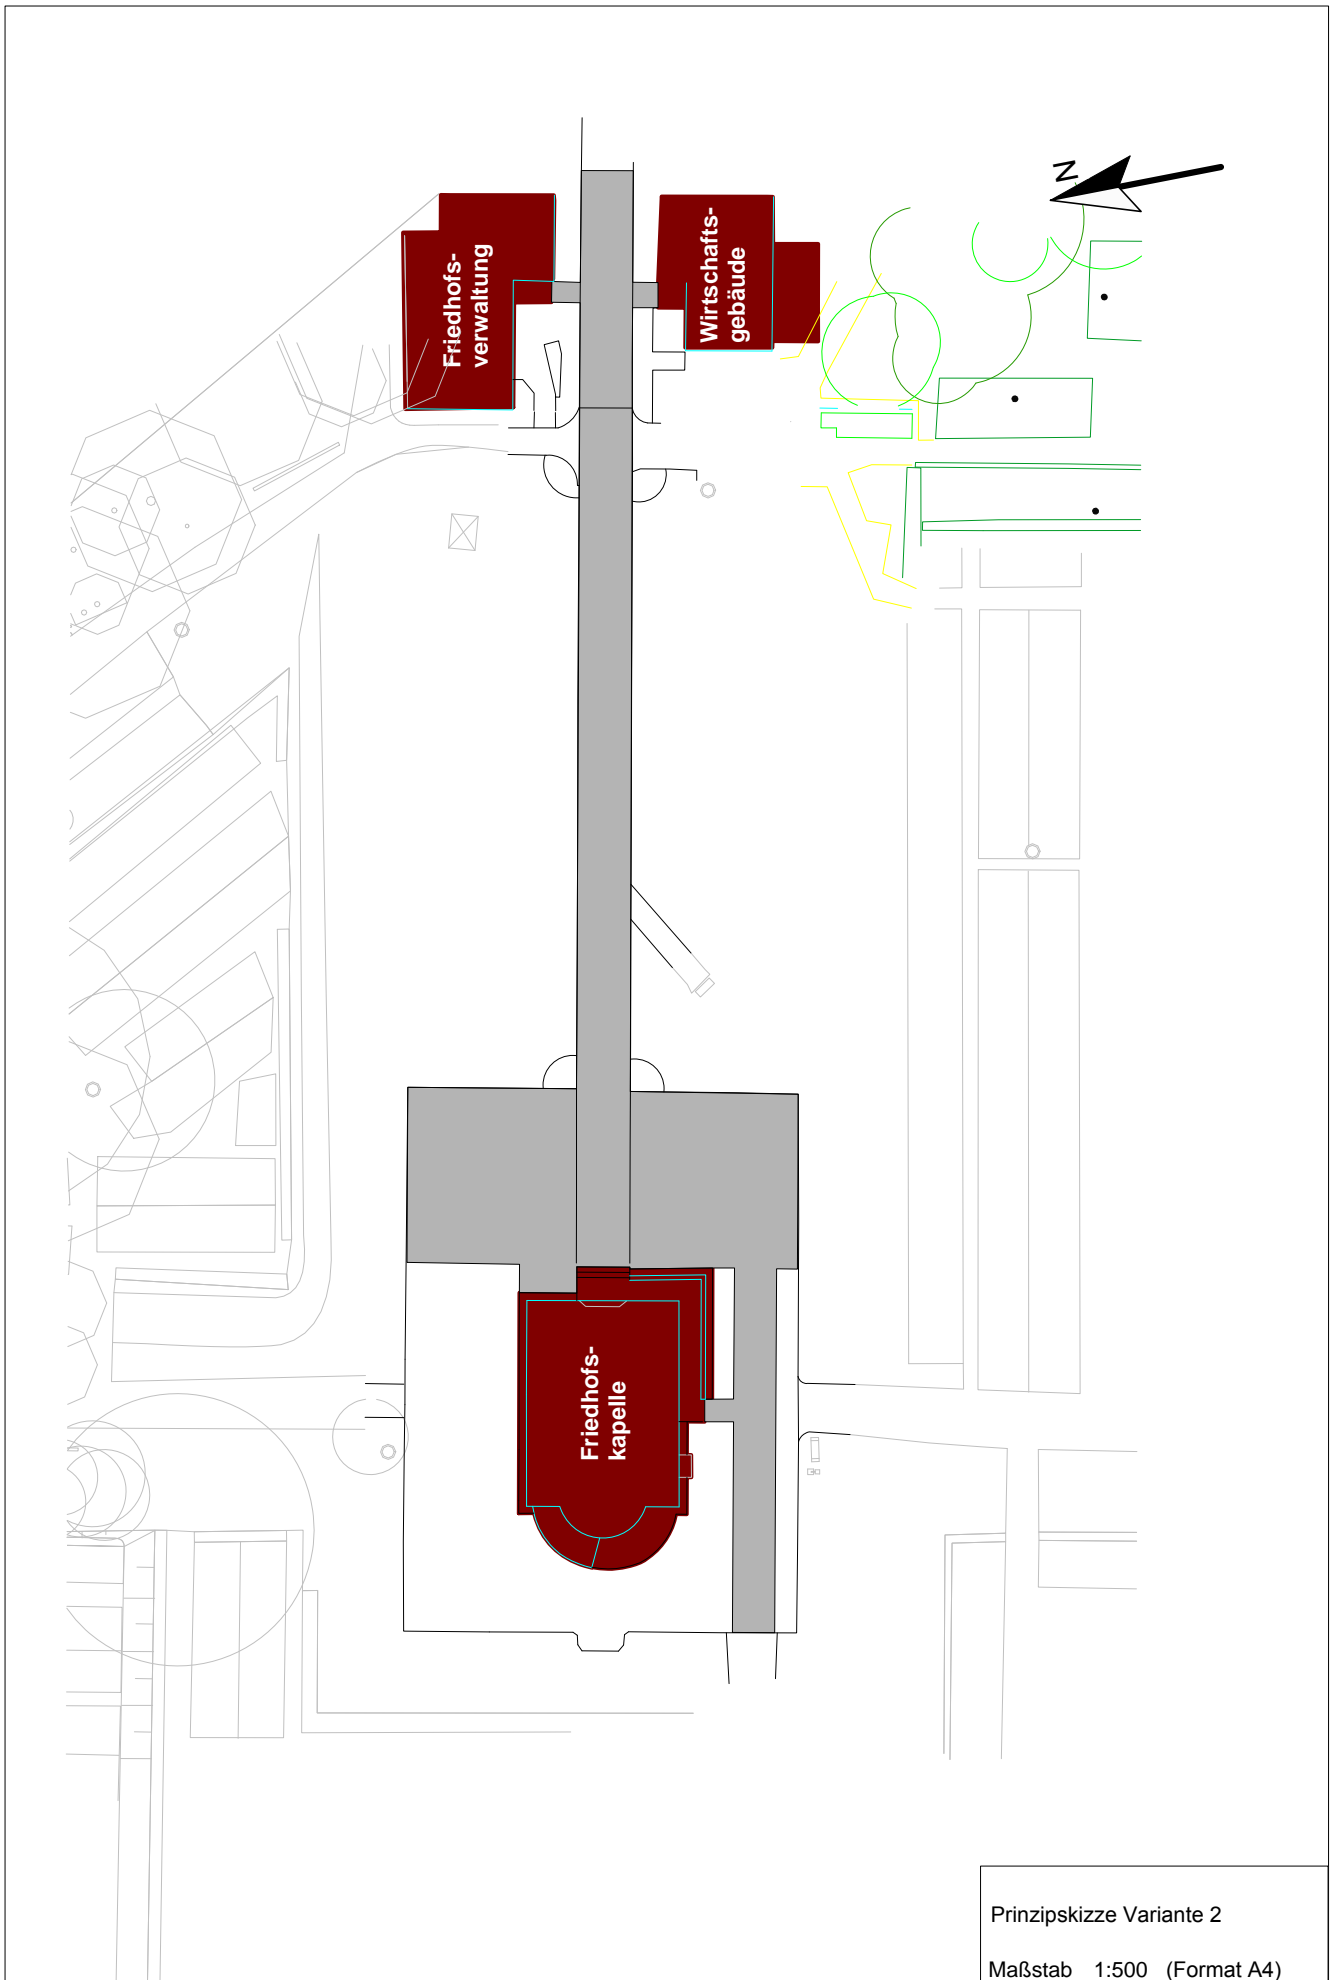 N
Friedhofs-
verwaltung
Wirtschafts-
gebäude
Friedhofs-
kapelle
Prinzipskizze Variante 2
Maßstab 1:500 (Format A4)